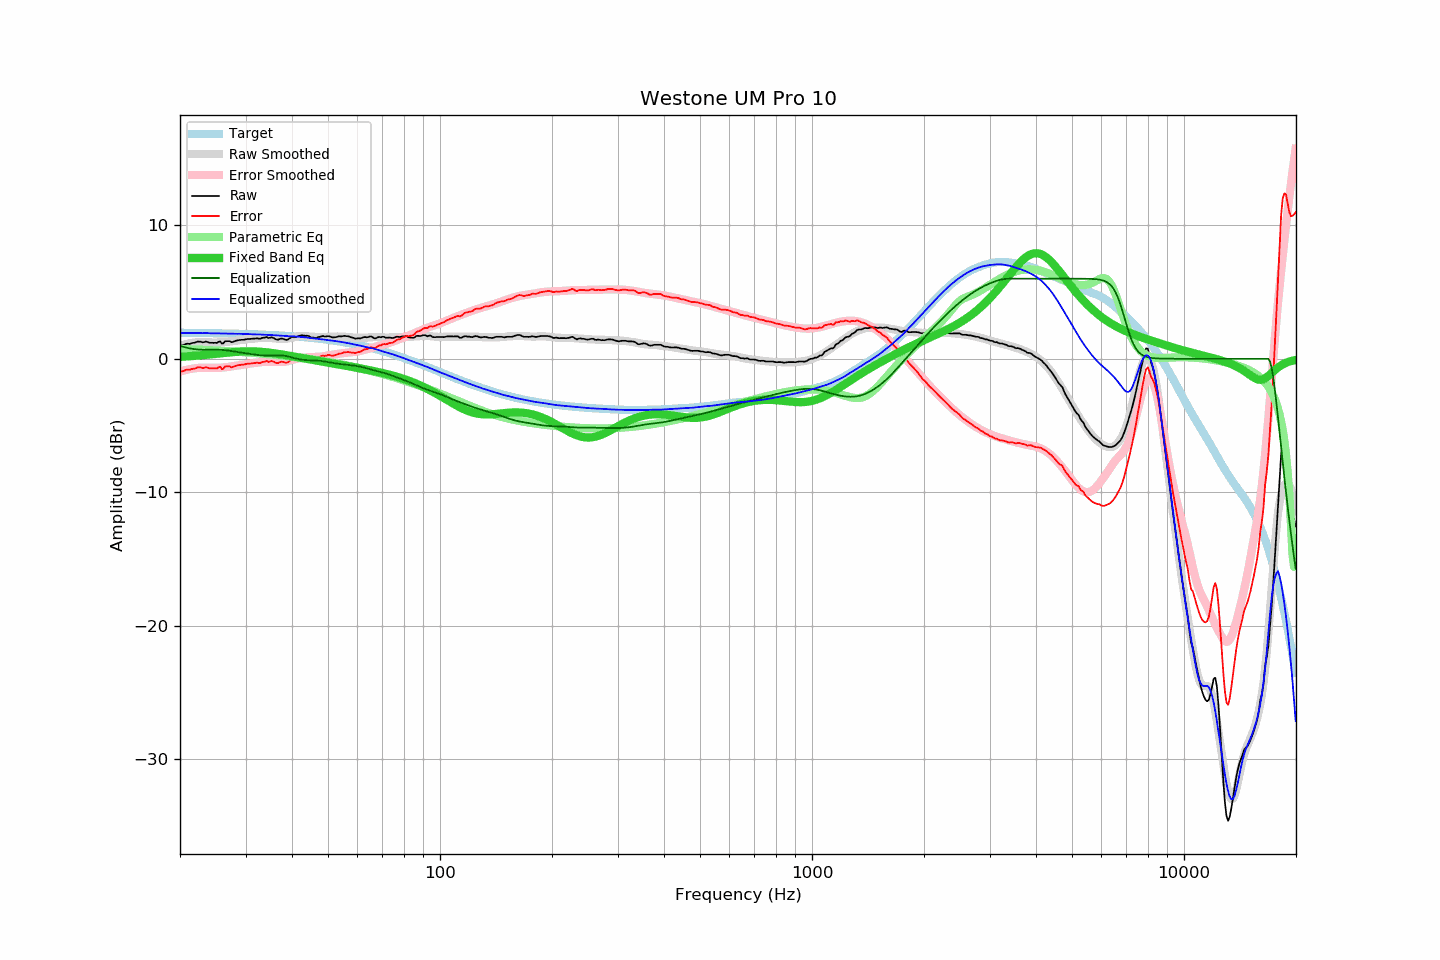 Westone UM Pro 10
Target
Raw Smoothed
Error Smoothed
Raw
Error
Parametric Eq
Fixed Band Eq
Equalization
Equalized smoothed
10
0
−10
−20
−30
Amplitude (dBr)
100
1000
10000
Frequency (Hz)